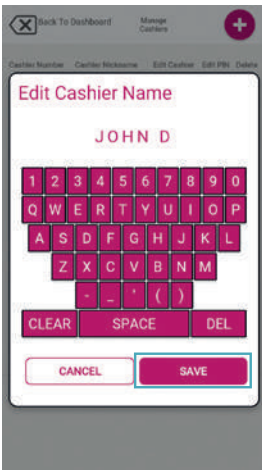 Back To Dashboard Manage Cashiers +
Cashier Number Cashier Nickname Edit Cashier Edit PIN Delete
Edit Cashier Name
JOHN D
1 2 3 4 5 6 7 8 9 0
Q W E R T Y U I O P
A S D F G H J K L
Z X C V B N M
- _ ' ( )
CLEAR SPACE DEL
CANCEL SAVE